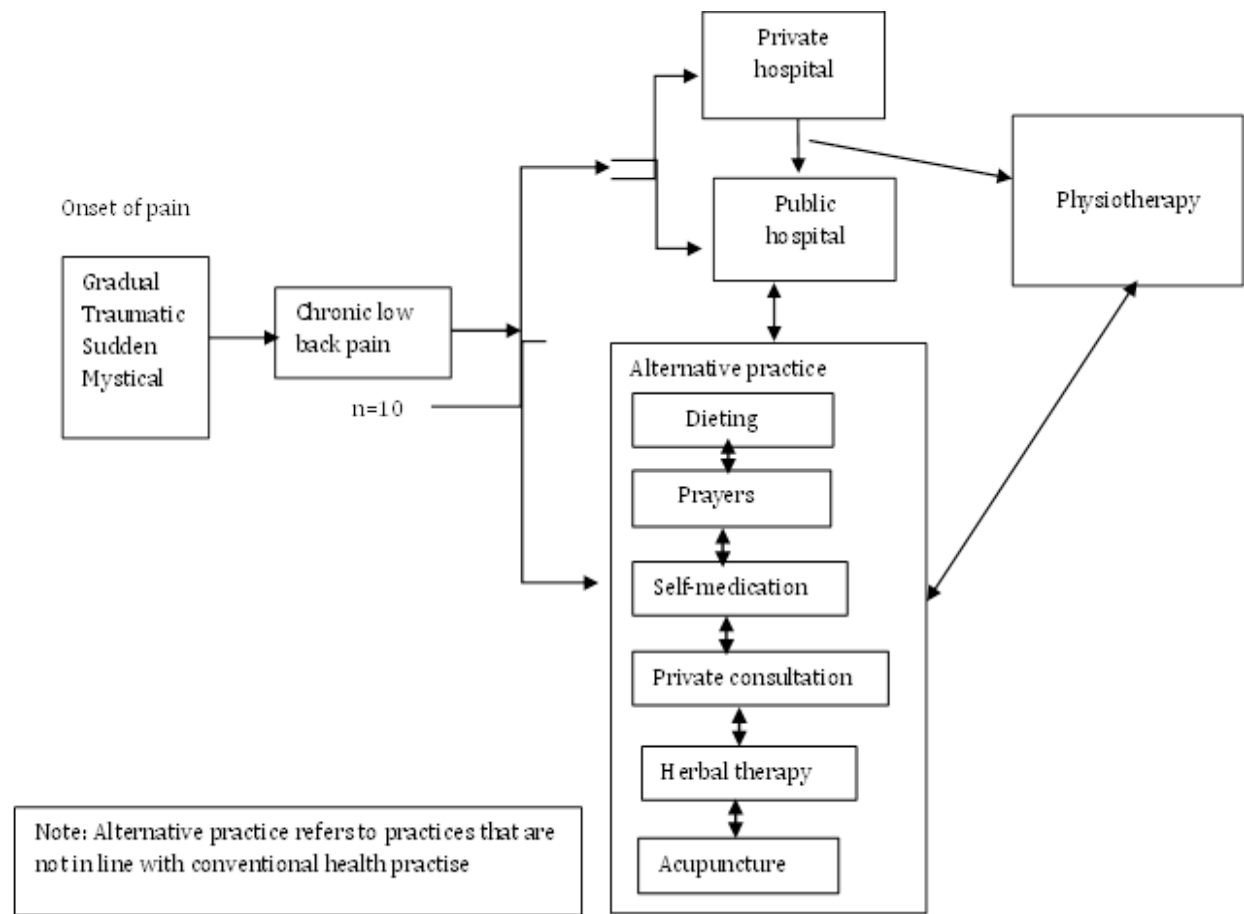 Private
hospital
Physiotherapy
Public
hospital
Onset of pain
Gradual
Traumatic
Sudden
Mystical
Chronic low
back pain
n=10
Alternative practice
Dieting
Prayers
Self-medication
Private consultation
Herbal therapy
Acupuncture
Note: Alternative practice refers to practices that are
not in line with conventional health practise